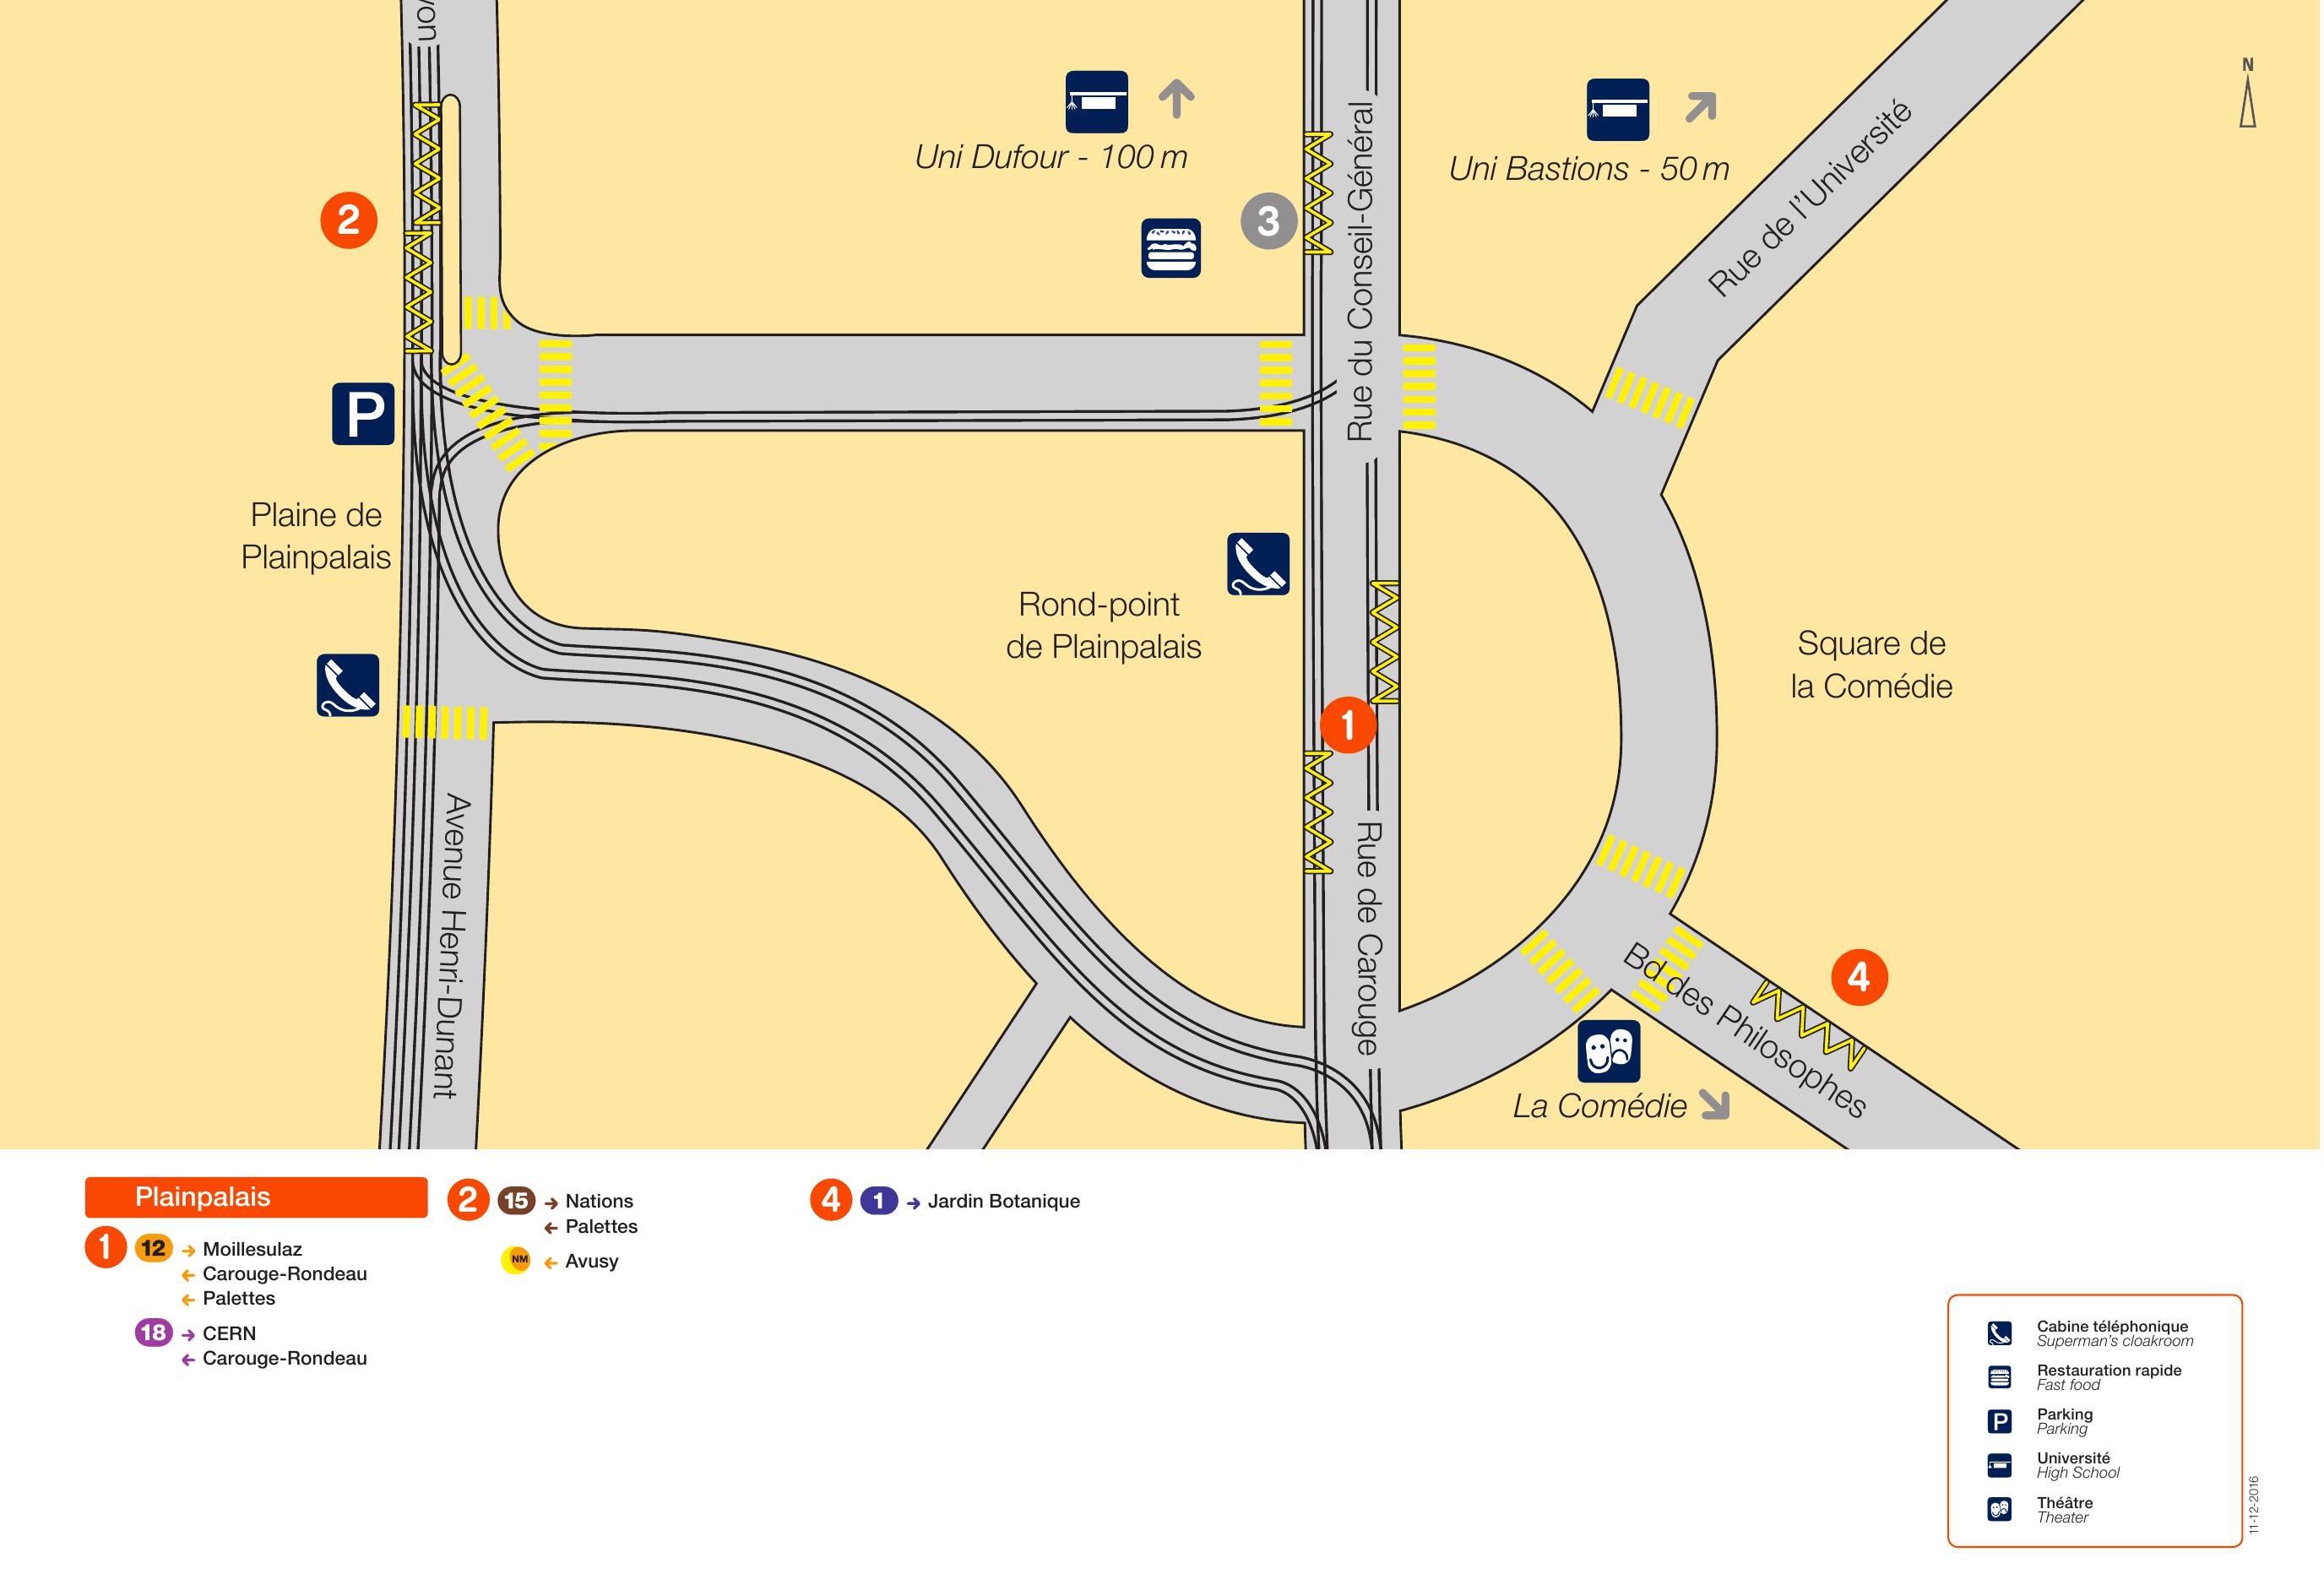 von
N
Uni Dufour - 100 m
Uni Bastions - 50 m
Rue de l'Université
Rue du Conseil-Général
2
3
P
Plaine de
Plainpalais
Rond-point
de Plainpalais
Square de
la Comédie
1
Avenue Henri-Dunant
Rue de Carouge
4
Bd des Philosophes
La Comédie
Plainpalais
1 12 → Moillesulaz
← Carouge-Rondeau
← Palettes
18 → CERN
← Carouge-Rondeau
2 15 → Nations
← Palettes
NM ← Avusy
4 1 → Jardin Botanique
Cabine téléphonique
Superman's cloakroom
Restauration rapide
Fast food
P Parking
Parking
Université
High School
Théâtre
Theater
11-12-2016